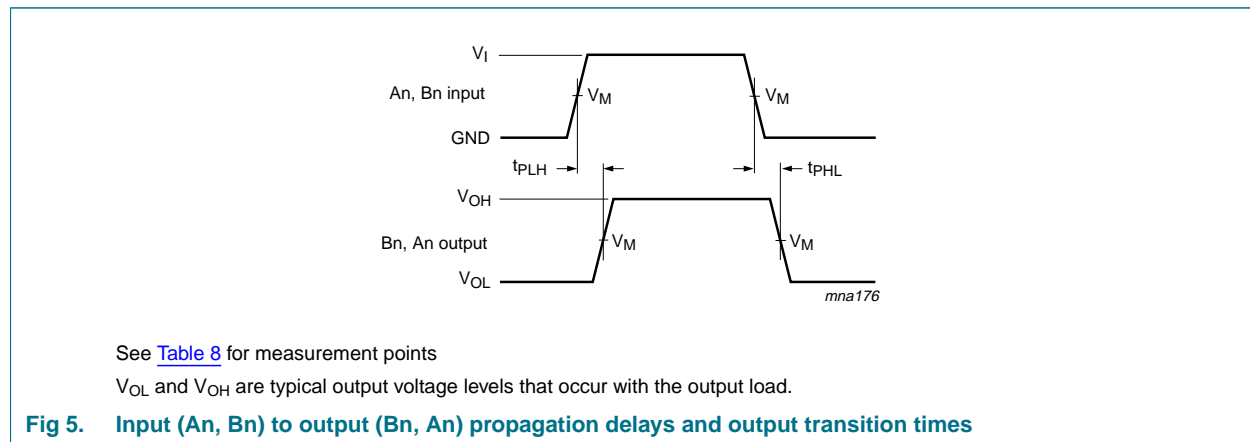 VI
An, Bn input
VM
VM
GND
tPLH
tPHL
VOH
Bn, An output
VM
VM
VOL
mna176
See Table 8 for measurement points
VOL and VOH are typical output voltage levels that occur with the output load.
Fig 5. Input (An, Bn) to output (Bn, An) propagation delays and output transition times